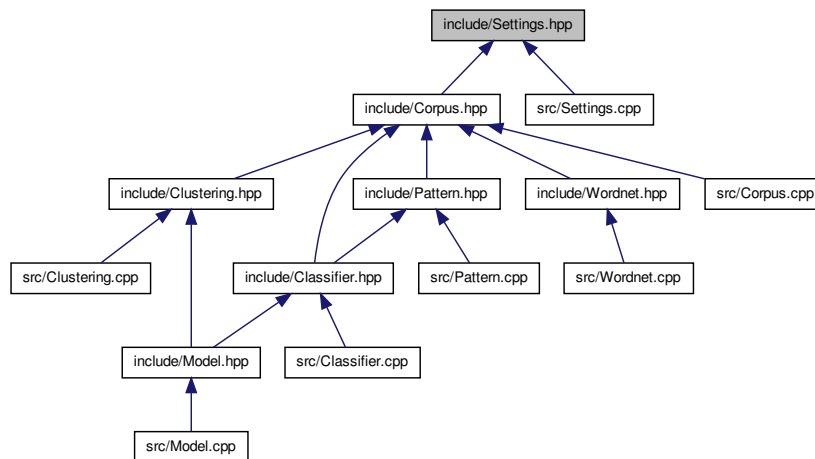 include/Settings.hpp
include/Corpus.hpp
src/Settings.cpp
include/Clustering.hpp
include/Pattern.hpp
include/Wordnet.hpp
src/Corpus.cpp
src/Clustering.cpp
include/Classifier.hpp
src/Pattern.cpp
src/Wordnet.cpp
include/Model.hpp
src/Classifier.cpp
src/Model.cpp